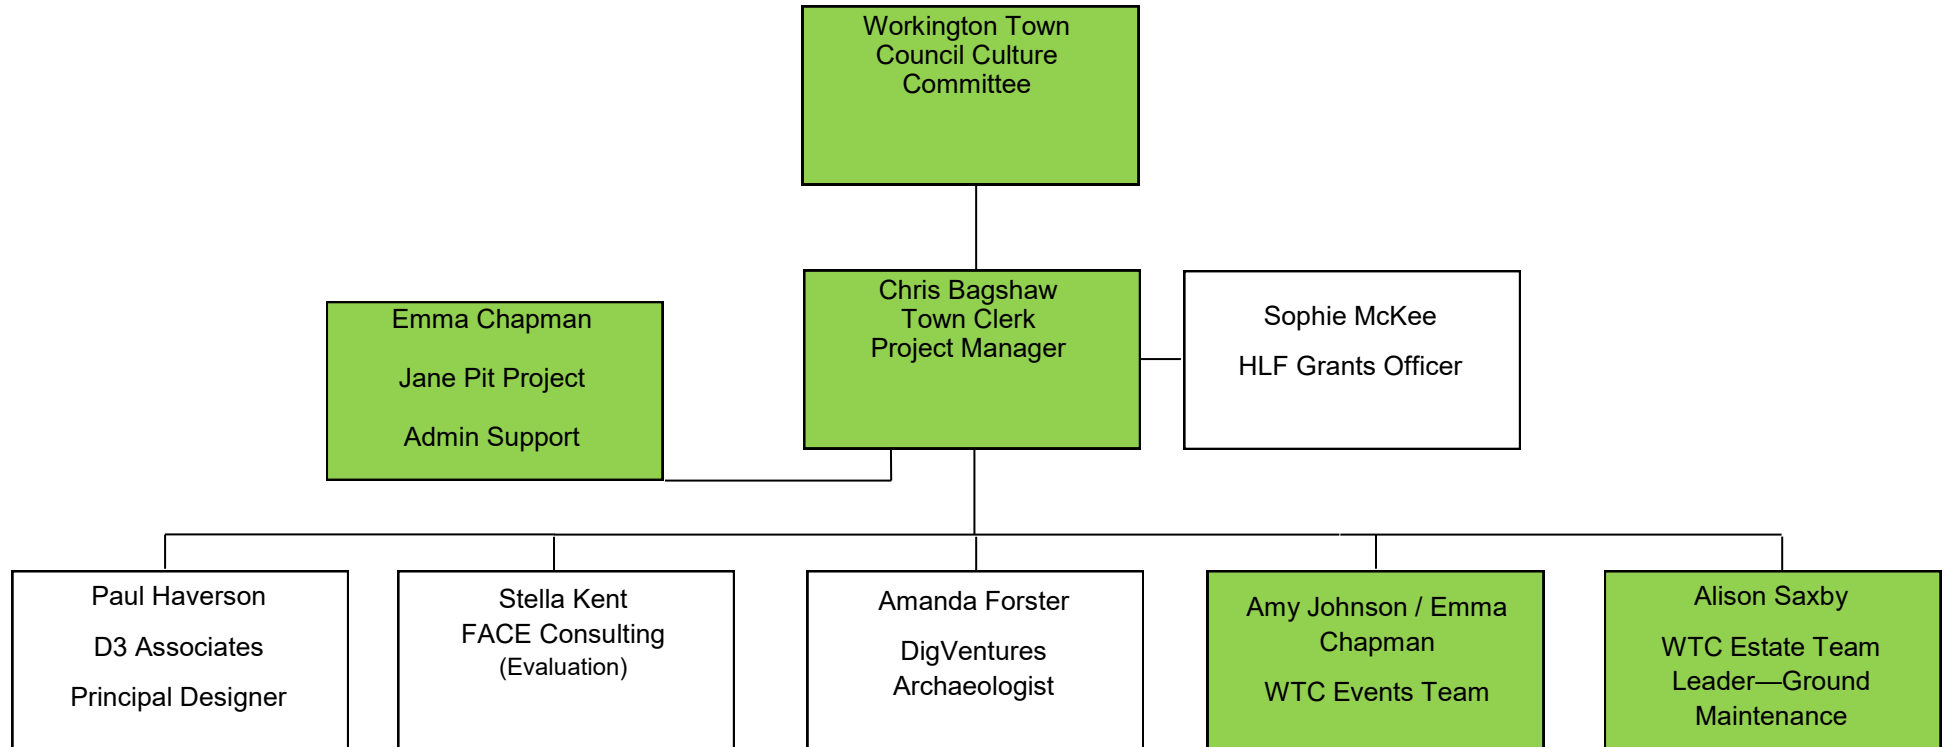 Workington Town
Council Culture
Committee
Chris Bagshaw
Town Clerk
Project Manager
Sophie McKee
HLF Grants Officer
Emma Chapman
Jane Pit Project
Admin Support
Paul Haverson
D3 Associates
Principal Designer
Stella Kent
FACE Consulting
(Evaluation)
Amanda Forster
DigVentures
Archaeologist
Amy Johnson / Emma
Chapman
WTC Events Team
Alison Saxby
WTC Estate Team
Leader—Ground
Maintenance